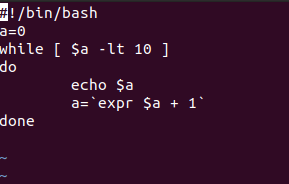 #!/bin/bash
a=0
while [ $a -lt 10 ]
do
        echo $a
        a=`expr $a + 1`
done
~
~